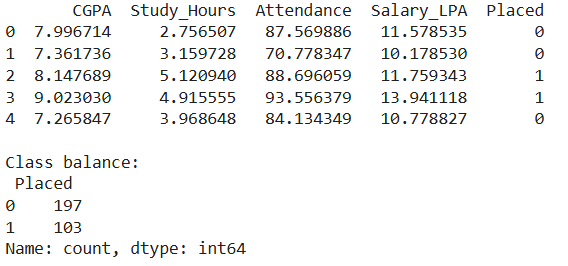 CGPA Study_Hours Attendance Salary_LPA Placed
0 7.996714 2.756507 87.569886 11.578535 0
1 7.361736 3.159728 70.778347 10.178530 0
2 8.147689 5.120940 88.696059 11.759343 1
3 9.023030 4.915555 93.556379 13.941118 1
4 7.265847 3.968648 84.134349 10.778827 0
Class balance:
Placed
0 197
1 103
Name: count, dtype: int64